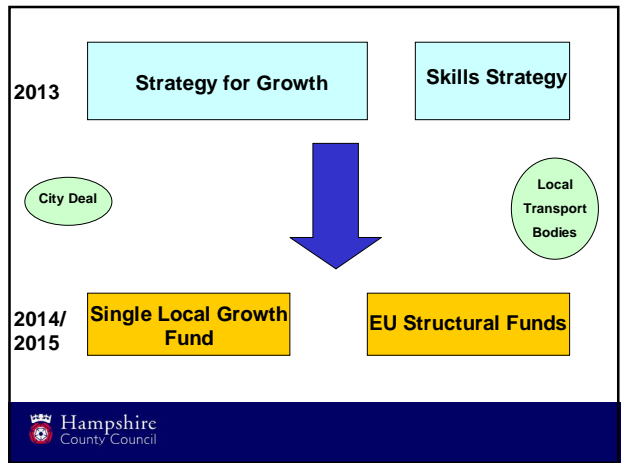 2013
Strategy for Growth
Skills Strategy
City Deal
Local
Transport
Bodies
2014/
2015
Single Local Growth
Fund
EU Structural Funds
Hampshire
County Council